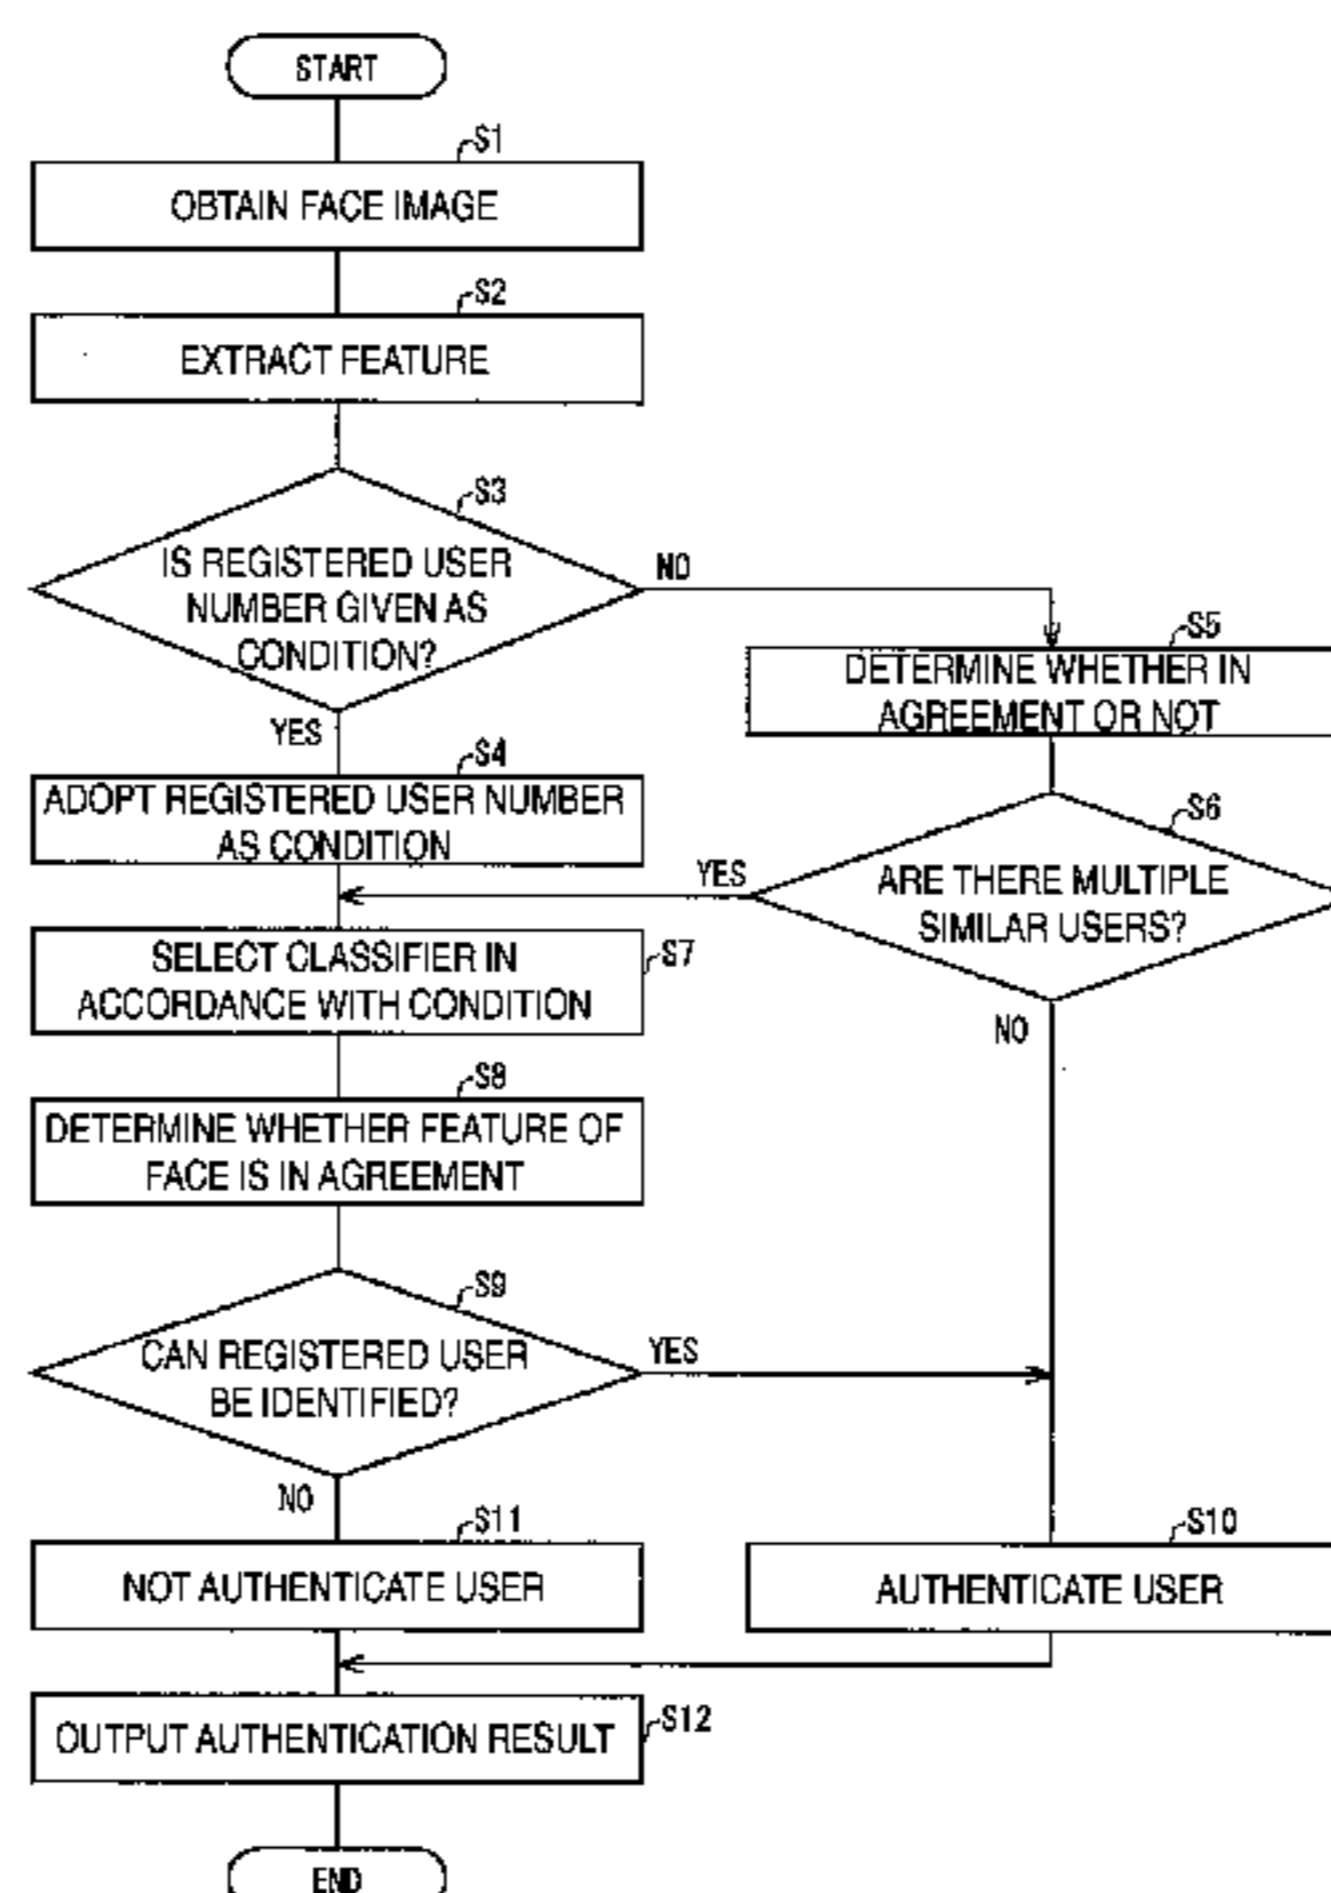 START
S1
OBTAIN FACE IMAGE
S2
EXTRACT FEATURE
S3
IS REGISTERED USER
NUMBER GIVEN AS
CONDITION?
NO
YES
S5
DETERMINE WHETHER IN
AGREEMENT OR NOT
S4
ADOPT REGISTERED USER NUMBER
AS CONDITION
S6
ARE THERE MULTIPLE
SIMILAR USERS?
YES
NO
S7
SELECT CLASSIFIER IN
ACCORDANCE WITH CONDITION
S8
DETERMINE WHETHER FEATURE OF
FACE IS IN AGREEMENT
S9
CAN REGISTERED USER
BE IDENTIFIED?
YES
NO
S11
NOT AUTHENTICATE USER
S10
AUTHENTICATE USER
S12
OUTPUT AUTHENTICATION RESULT
END